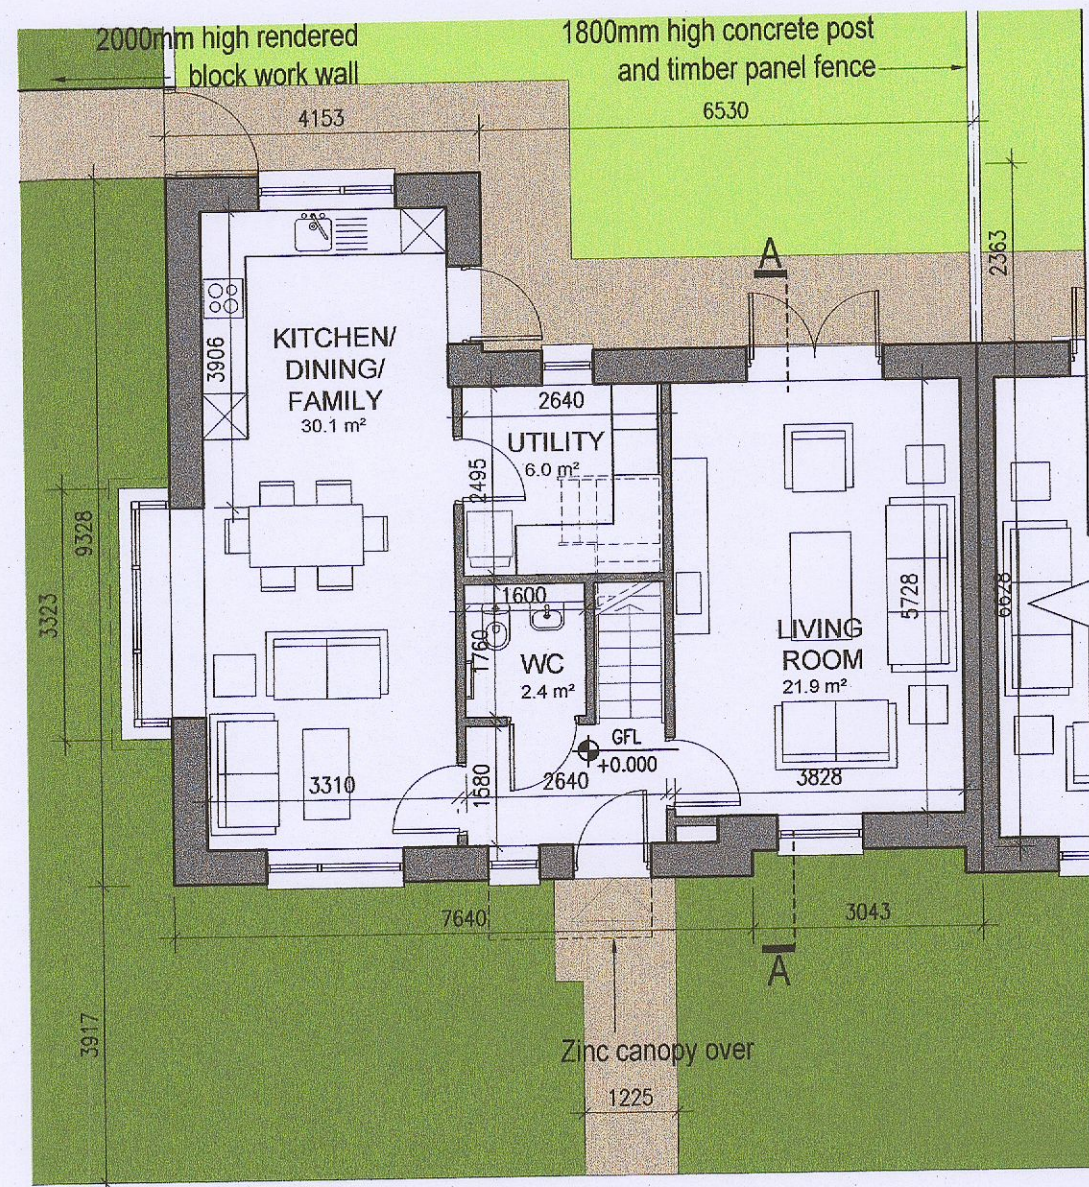 2000mm high rendered
block work wall
1800mm high concrete post
and timber panel fence
4153
6530
2363
A
KITCHEN/
DINING/
FAMILY
30.1 m²
3906
2640
UTILITY
6.0 m²
2495
9328
3323
1600
1760
WC
2.4 m²
5728
6628
LIVING
ROOM
21.9 m²
GFL
+0.000
3310
1680
2640
3828
7640
3043
A
3917
Zinc canopy over
1225